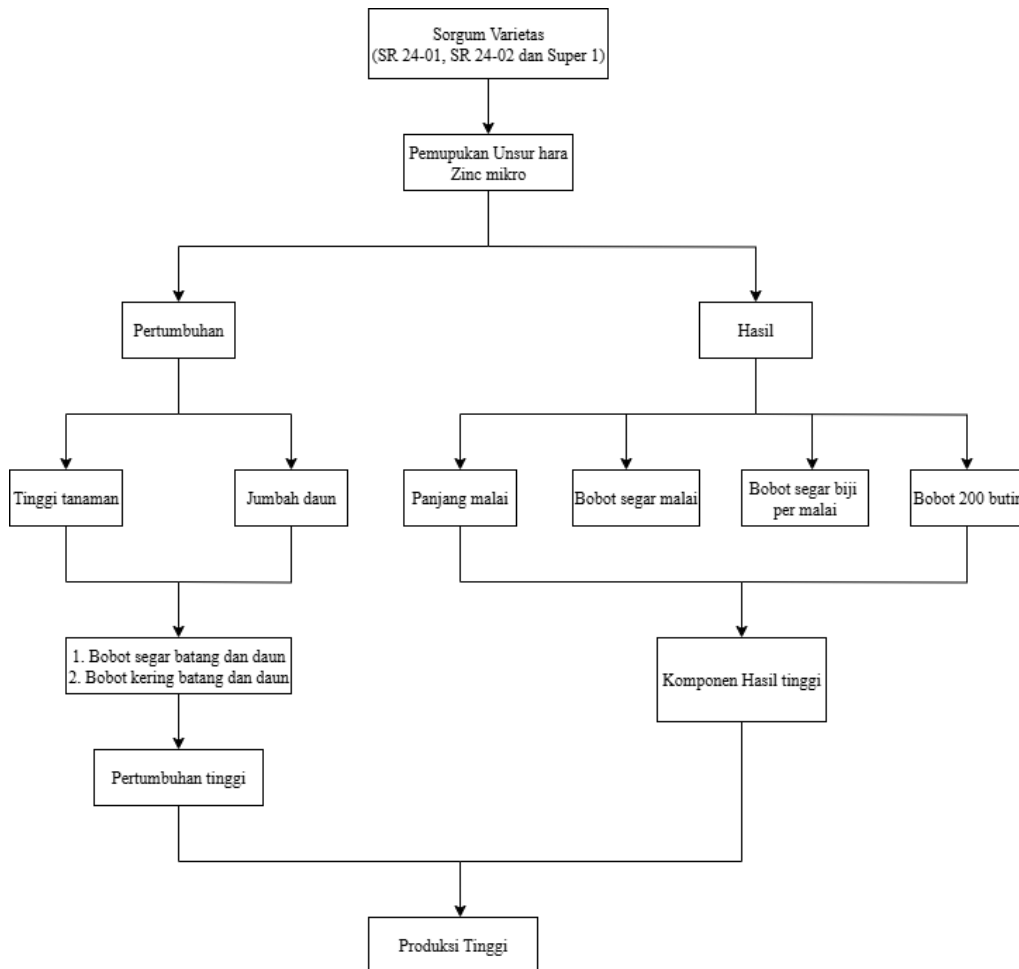 Sorgum Varietas
(SR 24-01, SR 24-02 dan Super 1)
Pemupukan Unsur hara
Zinc mikro
Pertumbuhan
Hasil
Tinggi tanaman
Jumbah daun
Panjang malai
Bobot segar malai
Bobot segar biji
per malai
Bobot 200 butir
1. Bobot segar batang dan daun
2. Bobot kering batang dan daun
Komponen Hasil tinggi
Pertumbuhan tinggi
Produksi Tinggi